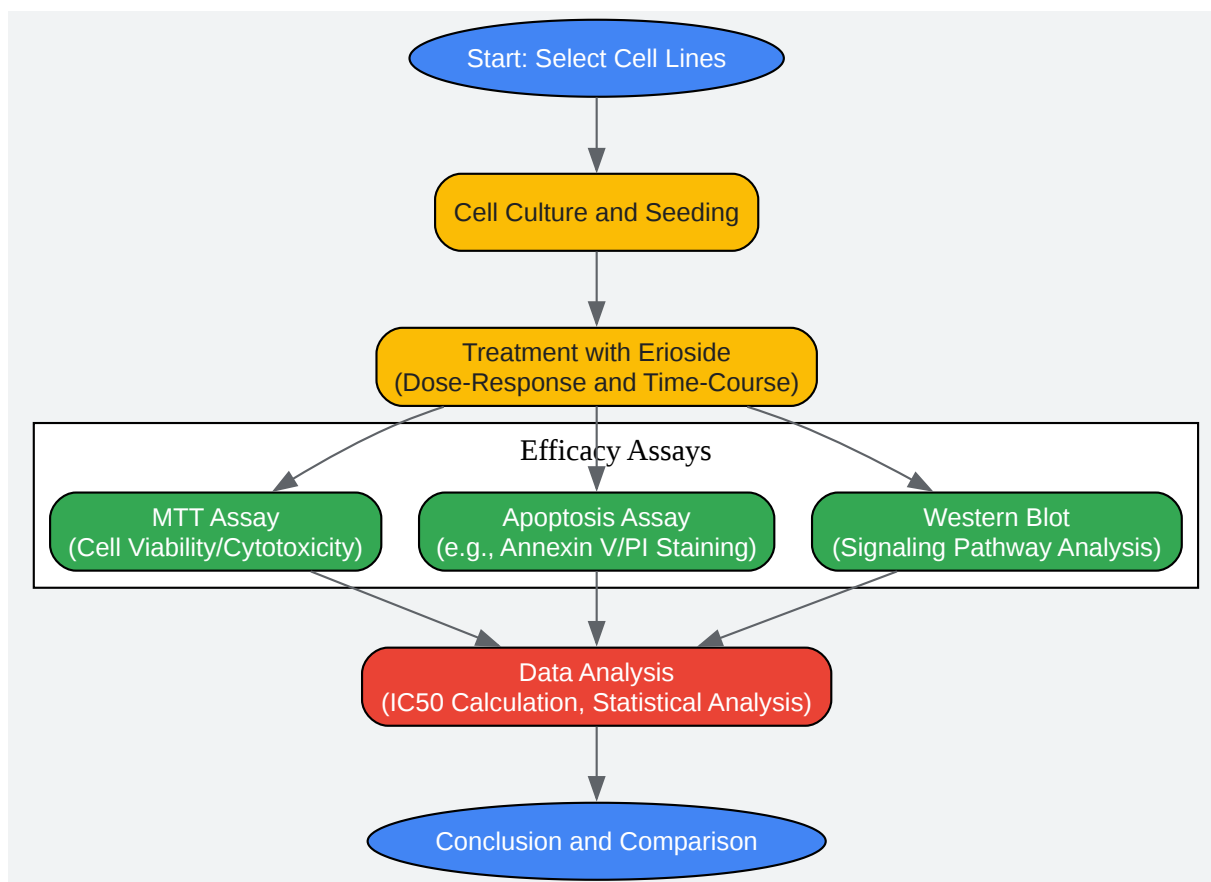 Start: Select Cell Lines
Cell Culture and Seeding
Treatment with Erioside
(Dose-Response and Time-Course)
Efficacy Assays
MTT Assay
(Cell Viability/Cytotoxicity)
Apoptosis Assay
(e.g., Annexin V/PI Staining)
Western Blot
(Signaling Pathway Analysis)
Data Analysis
(IC50 Calculation, Statistical Analysis)
Conclusion and Comparison